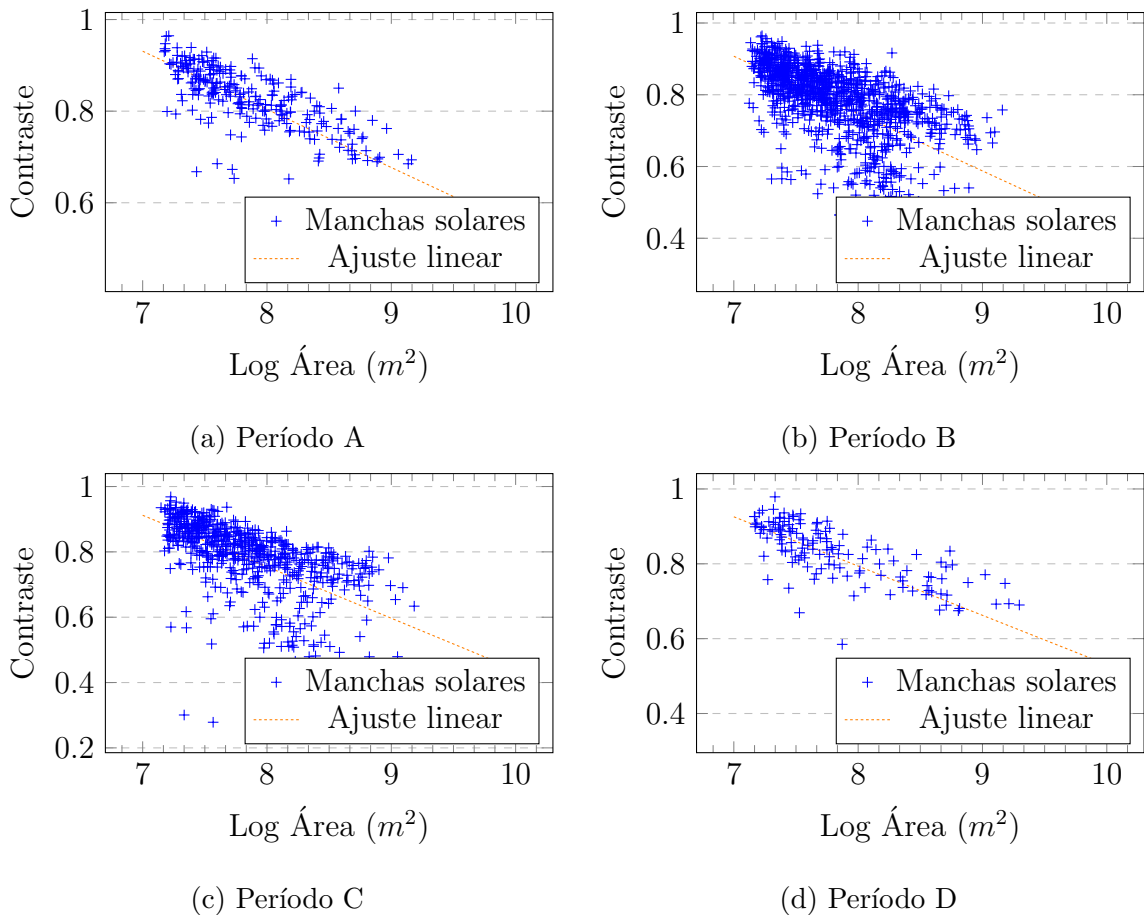 1
0.8
0.6
Contraste
7 8 9 10
Log Área (m²)
Manchas solares
Ajuste linear
(a) Período A
1
0.8
0.6
0.4
Contraste
7 8 9 10
Log Área (m²)
Manchas solares
Ajuste linear
(b) Período B
1
0.8
0.6
0.4
0.2
Contraste
7 8 9 10
Log Área (m²)
Manchas solares
Ajuste linear
(c) Período C
1
0.8
0.6
0.4
Contraste
7 8 9 10
Log Área (m²)
Manchas solares
Ajuste linear
(d) Período D